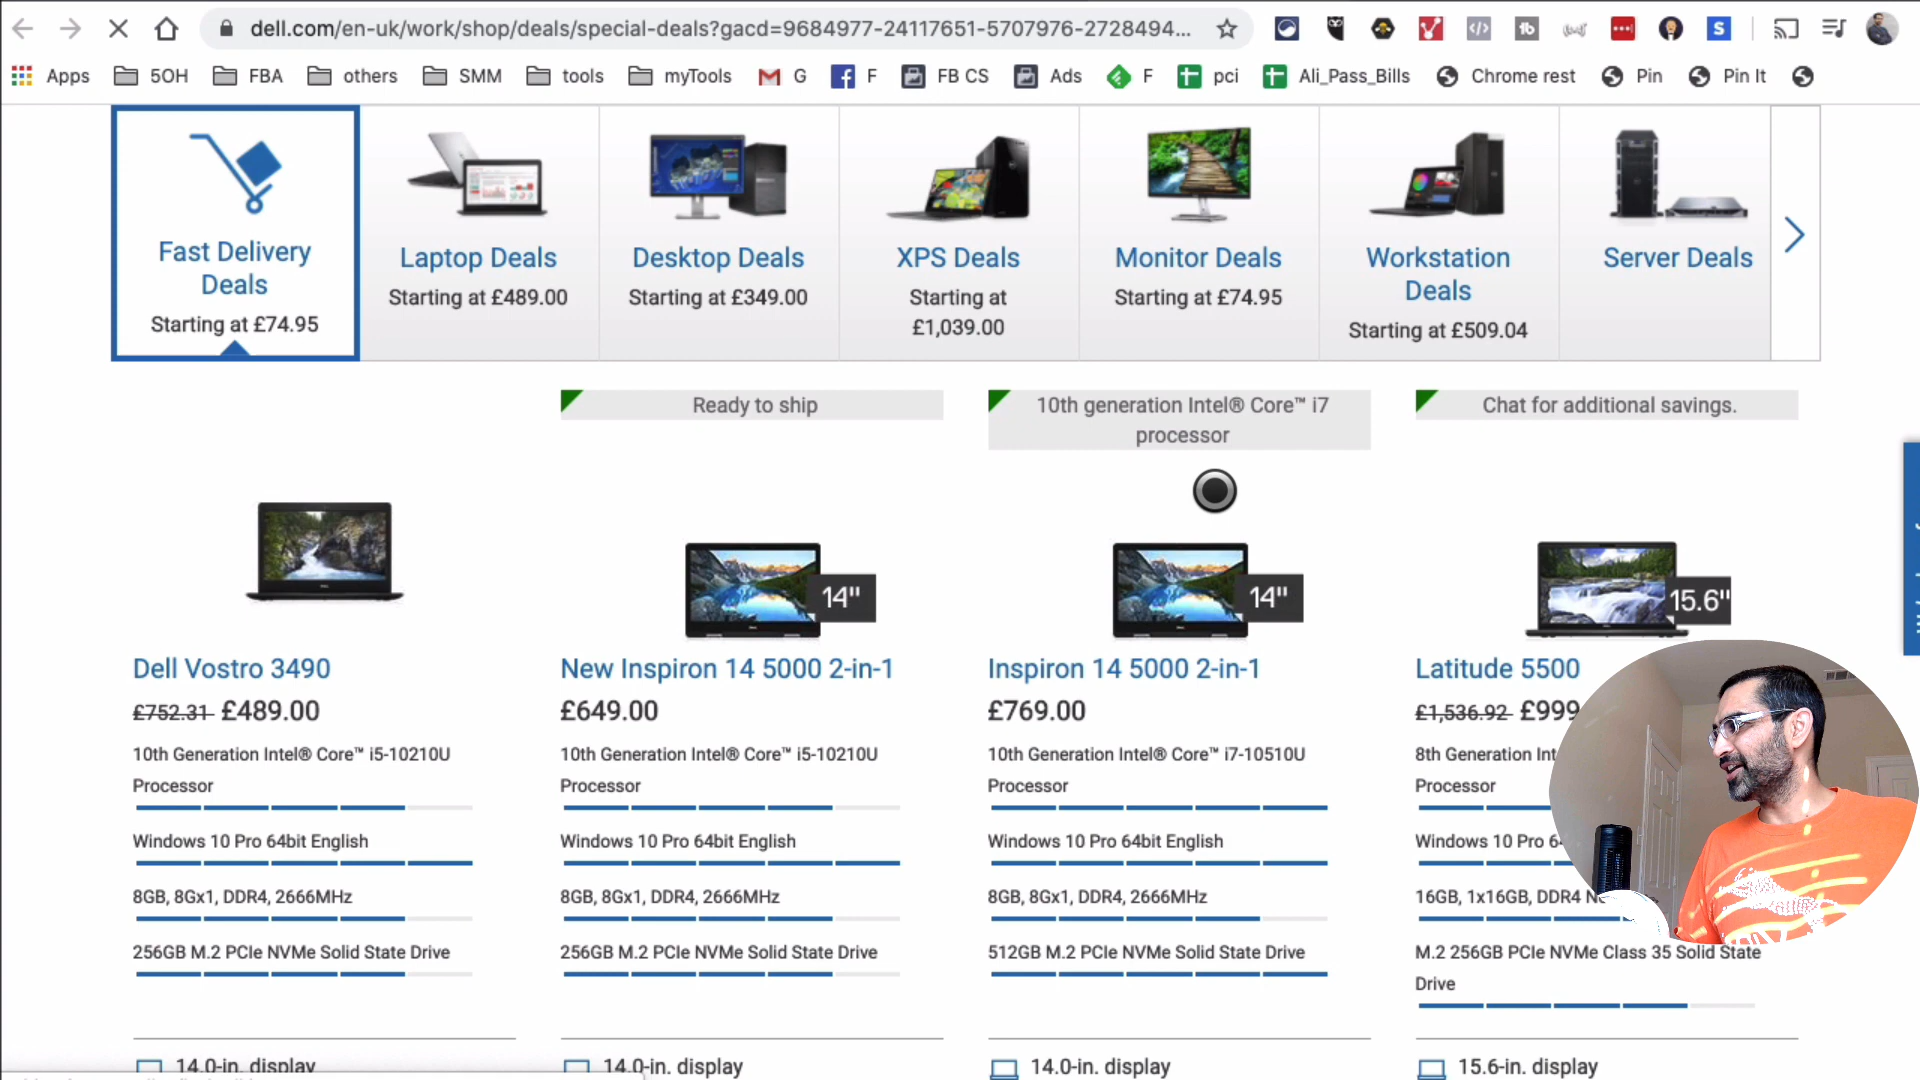 dell.com/en-uk/work/shop/deals/special-deals?gacd=9684977-24117651-5707976-2728494...
Apps 5OH FBA others SMM tools myTools G F FB CS Ads F pci Ali_Pass_Bills Chrome rest Pin Pin It
Fast Delivery
Deals
Starting at £74.95
Laptop Deals
Starting at £489.00
Desktop Deals
Starting at £349.00
XPS Deals
Starting at
£1,039.00
Monitor Deals
Starting at £74.95
Workstation
Deals
Starting at £509.04
Server Deals
Ready to ship
10th generation Intel® Core™ i7
processor
Chat for additional savings.
14"
14"
15.6"
Dell Vostro 3490
£752.31 £489.00
10th Generation Intel® Core™ i5-10210U
Processor
Windows 10 Pro 64bit English
8GB, 8Gx1, DDR4, 2666MHz
256GB M.2 PCIe NVMe Solid State Drive
14.0-in. display
New Inspiron 14 5000 2-in-1
£649.00
10th Generation Intel® Core™ i5-10210U
Processor
Windows 10 Pro 64bit English
8GB, 8Gx1, DDR4, 2666MHz
256GB M.2 PCIe NVMe Solid State Drive
14.0-in. display
Inspiron 14 5000 2-in-1
£769.00
10th Generation Intel® Core™ i7-10510U
Processor
Windows 10 Pro 64bit English
8GB, 8Gx1, DDR4, 2666MHz
512GB M.2 PCIe NVMe Solid State Drive
14.0-in. display
Latitude 5500
£1,536.92 £999
8th Generation Int
Processor
Windows 10 Pro 64
16GB, 1x16GB, DDR4 N
M.2 256GB PCIe NVMe Class 35 Solid State
Drive
15.6-in. display